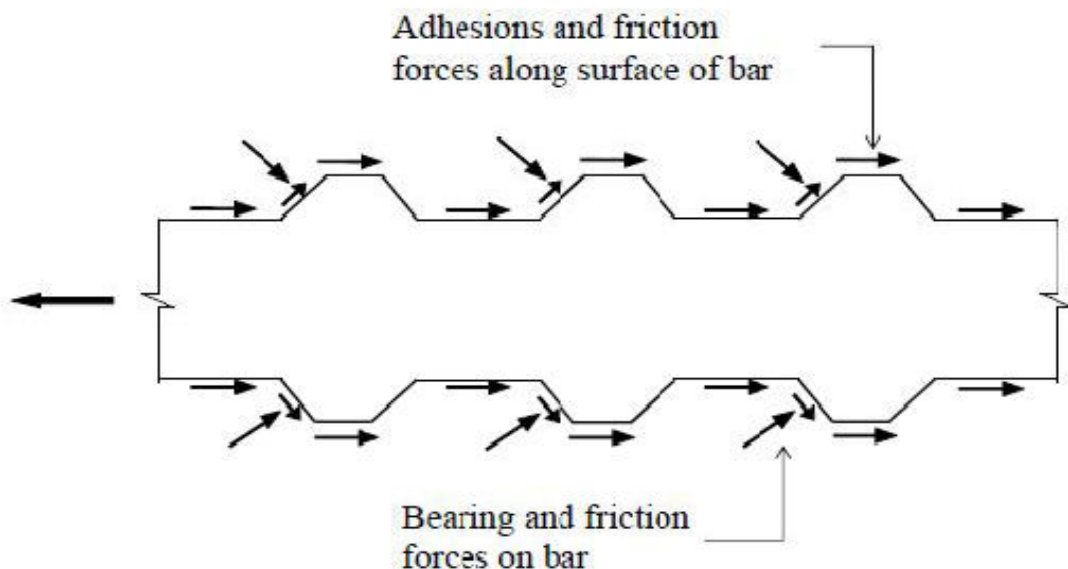 Adhesions and friction
forces along surface of bar
Bearing and friction
forces on bar